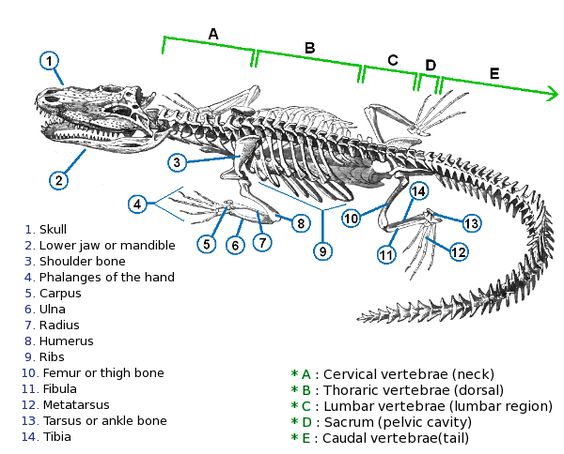 A
B
C
D
E
1
2
3
4
5
6
7
8
9
10
14
11
12
13
1. Skull
2. Lower jaw or mandible
3. Shoulder bone
4. Phalanges of the hand
5. Carpus
6. Ulna
7. Radius
8. Humerus
9. Ribs
10. Femur or thigh bone
11. Fibula
12. Metatarsus
13. Tarsus or ankle bone
14. Tibia
* A : Cervical vertebrae (neck)
* B : Thoraric vertebrae (dorsal)
* C : Lumbar vertebrae (lumbar region)
* D : Sacrum (pelvic cavity)
* E : Caudal vertebrae(tail)